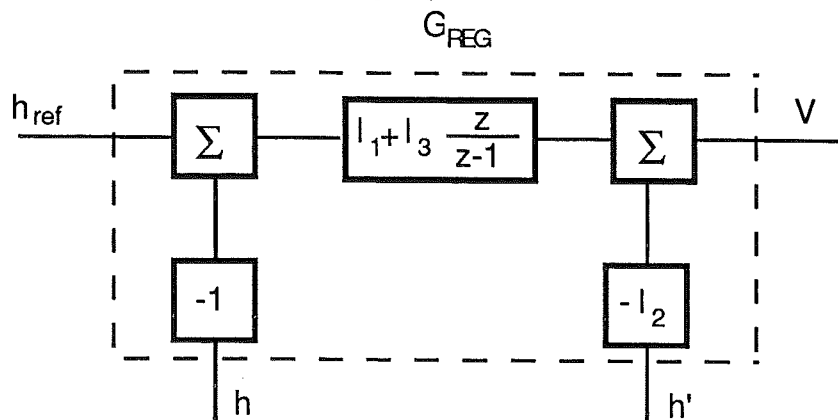 G_REG
h_ref
Σ
l_1 + l_3 z/(z-1)
Σ
V
-1
-l_2
h
h'